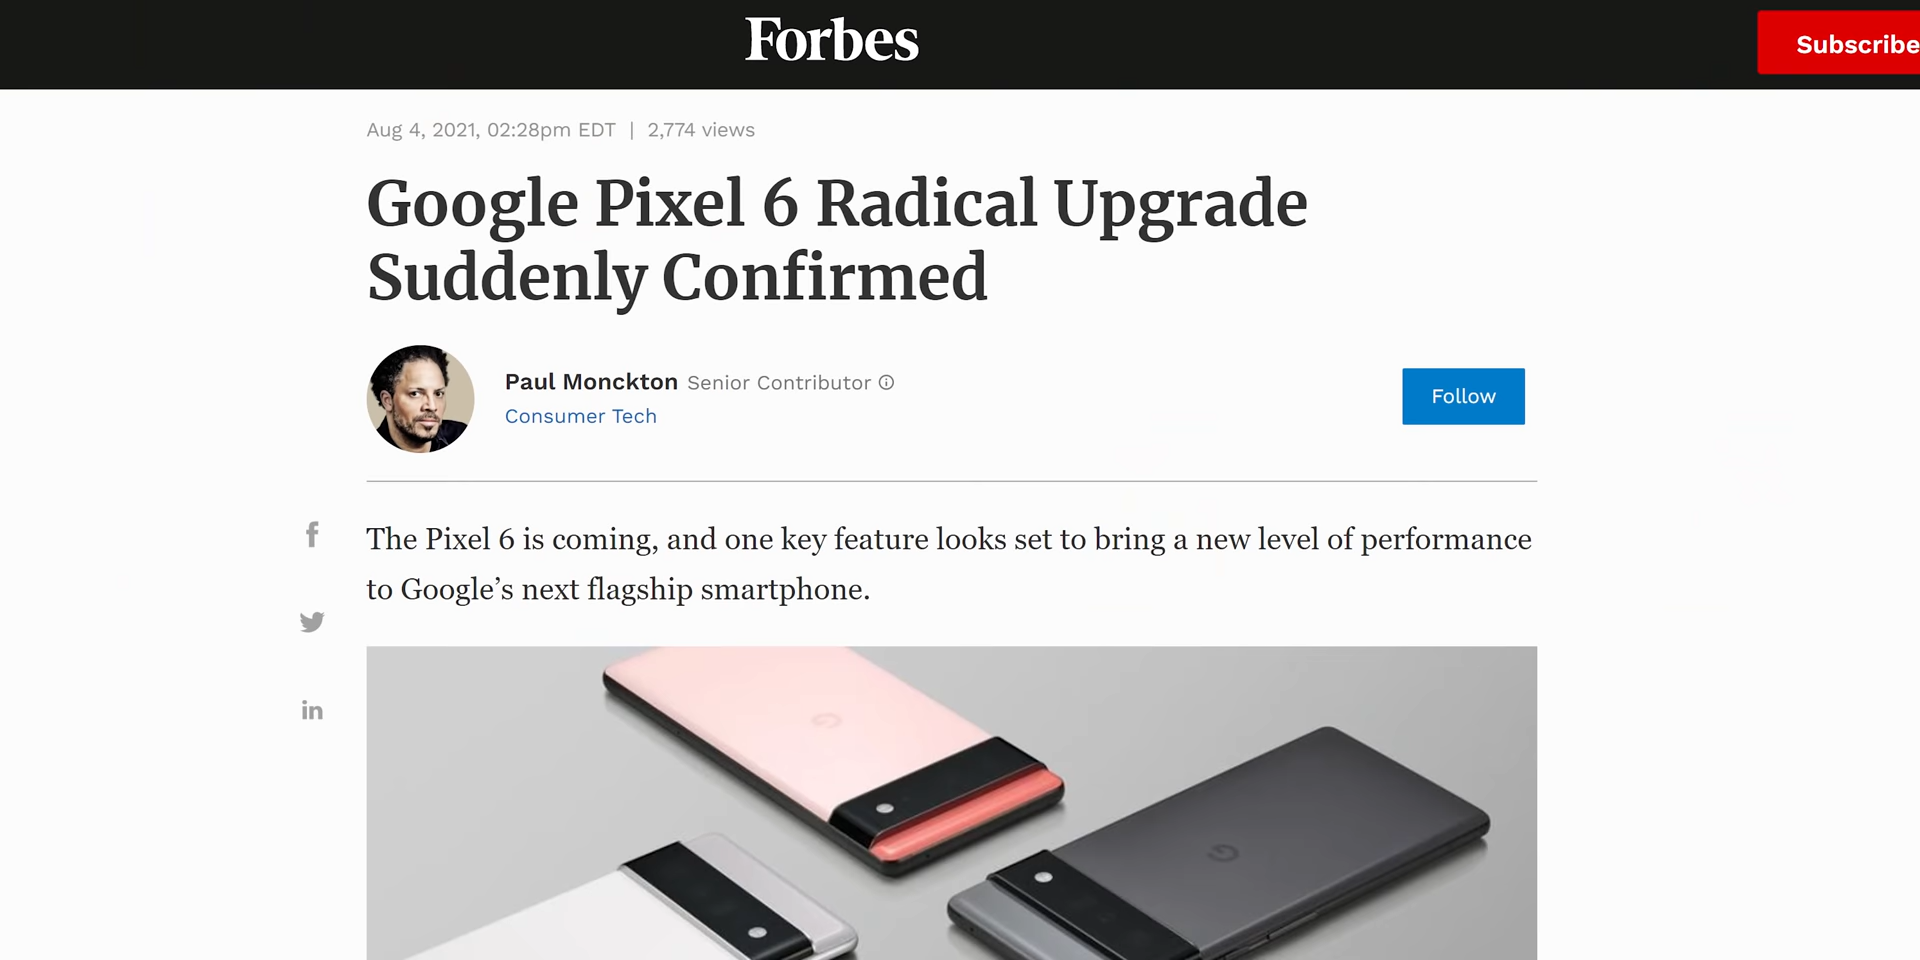 Forbes
Subscribe
Aug 4, 2021, 02:28pm EDT | 2,774 views
Google Pixel 6 Radical Upgrade
Suddenly Confirmed
Paul Monckton Senior Contributor
Consumer Tech
Follow
The Pixel 6 is coming, and one key feature looks set to bring a new level of performance
to Google’s next flagship smartphone.